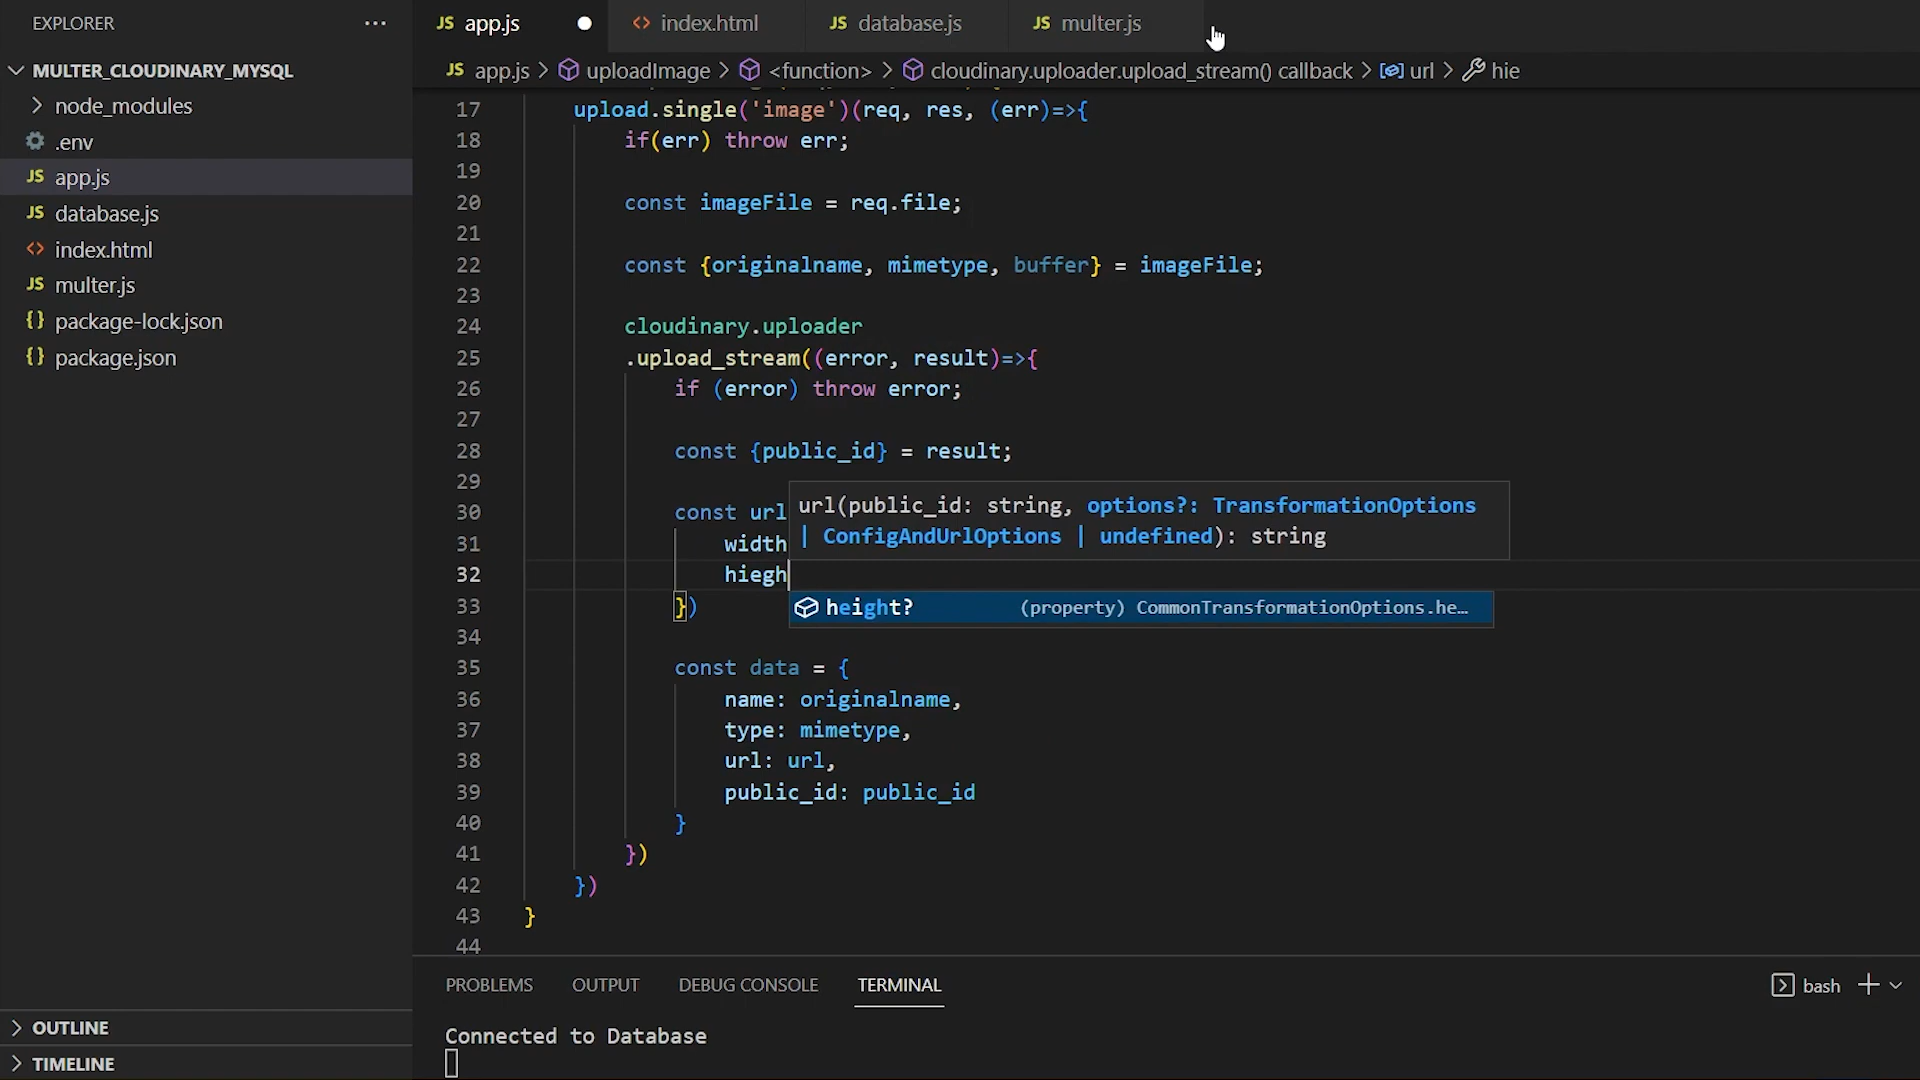 EXPLORER
MULTER_CLOUDINARY_MYSQL
node_modules
.env
JS app.js
JS database.js
<> index.html
JS multer.js
{} package-lock.json
{} package.json
OUTLINE
TIMELINE
JS app.js <> index.html JS database.js JS multer.js
JS app.js > uploadImage > <function> > cloudinary.uploader.upload_stream() callback > url > hie
17 upload.single('image')(req, res, (err)=>{
18 if(err) throw err;
19
20 const imageFile = req.file;
21
22 const {originalname, mimetype, buffer} = imageFile;
23
24 cloudinary.uploader
25 .upload_stream((error, result)=>{
26 if (error) throw error;
27
28 const {public_id} = result;
29
30 const url
31 width
32 hiegh
33 })
34
35 const data = {
36 name: originalname,
37 type: mimetype,
38 url: url,
39 public_id: public_id
40 }
41 })
42 })
43 }
44
url(public_id: string, options?: TransformationOptions
| ConfigAndUrlOptions | undefined): string
height? (property) CommonTransformationOptions.he…
PROBLEMS OUTPUT DEBUG CONSOLE TERMINAL bash
Connected to Database